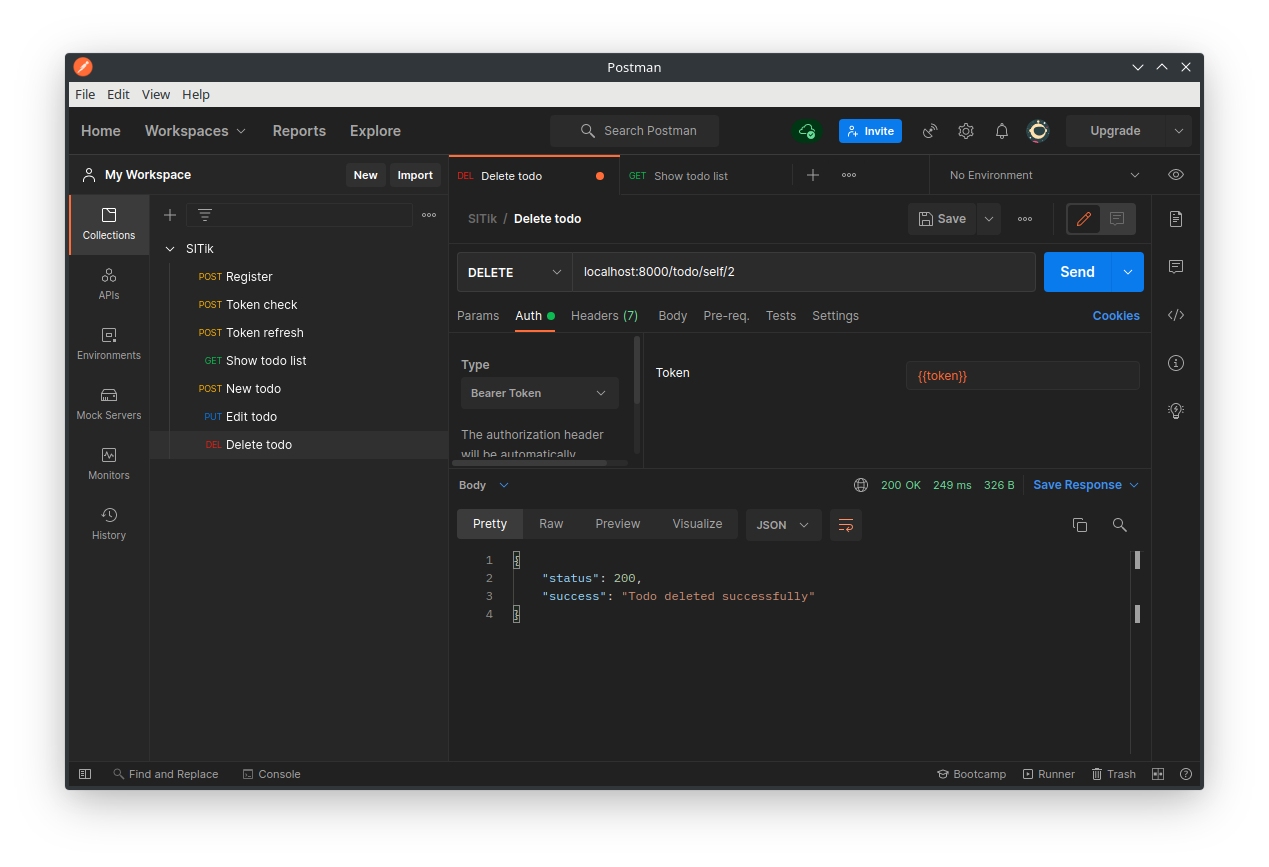 Postman
File Edit View Help
Home Workspaces Reports Explore Search Postman Invite Upgrade
My Workspace New Import
DEL Delete todo GET Show todo list No Environment
Collections
APIs
Environments
Mock Servers
Monitors
History
SITik
POST Register
POST Token check
POST Token refresh
GET Show todo list
POST New todo
PUT Edit todo
DEL Delete todo
SITik / Delete todo Save
DELETE localhost:8000/todo/self/2 Send
Params Auth Headers (7) Body Pre-req. Tests Settings Cookies
Type
Bearer Token
The authorization header
will be automatically
Token {{token}}
Body 200 OK 249 ms 326 B Save Response
Pretty Raw Preview Visualize JSON
1 {
2 "status": 200,
3 "success": "Todo deleted successfully"
4 }
Find and Replace Console Bootcamp Runner Trash